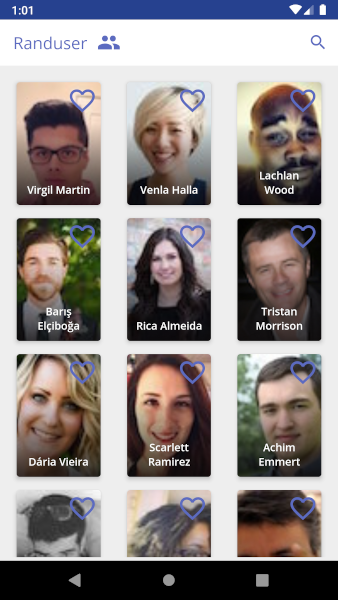 1:01
Randuser
Virgil Martin
Venla Halla
Lachlan
Wood
Barış
Elçiboğa
Rica Almeida
Tristan
Morrison
Dária Vieira
Scarlett
Ramirez
Achim
Emmert